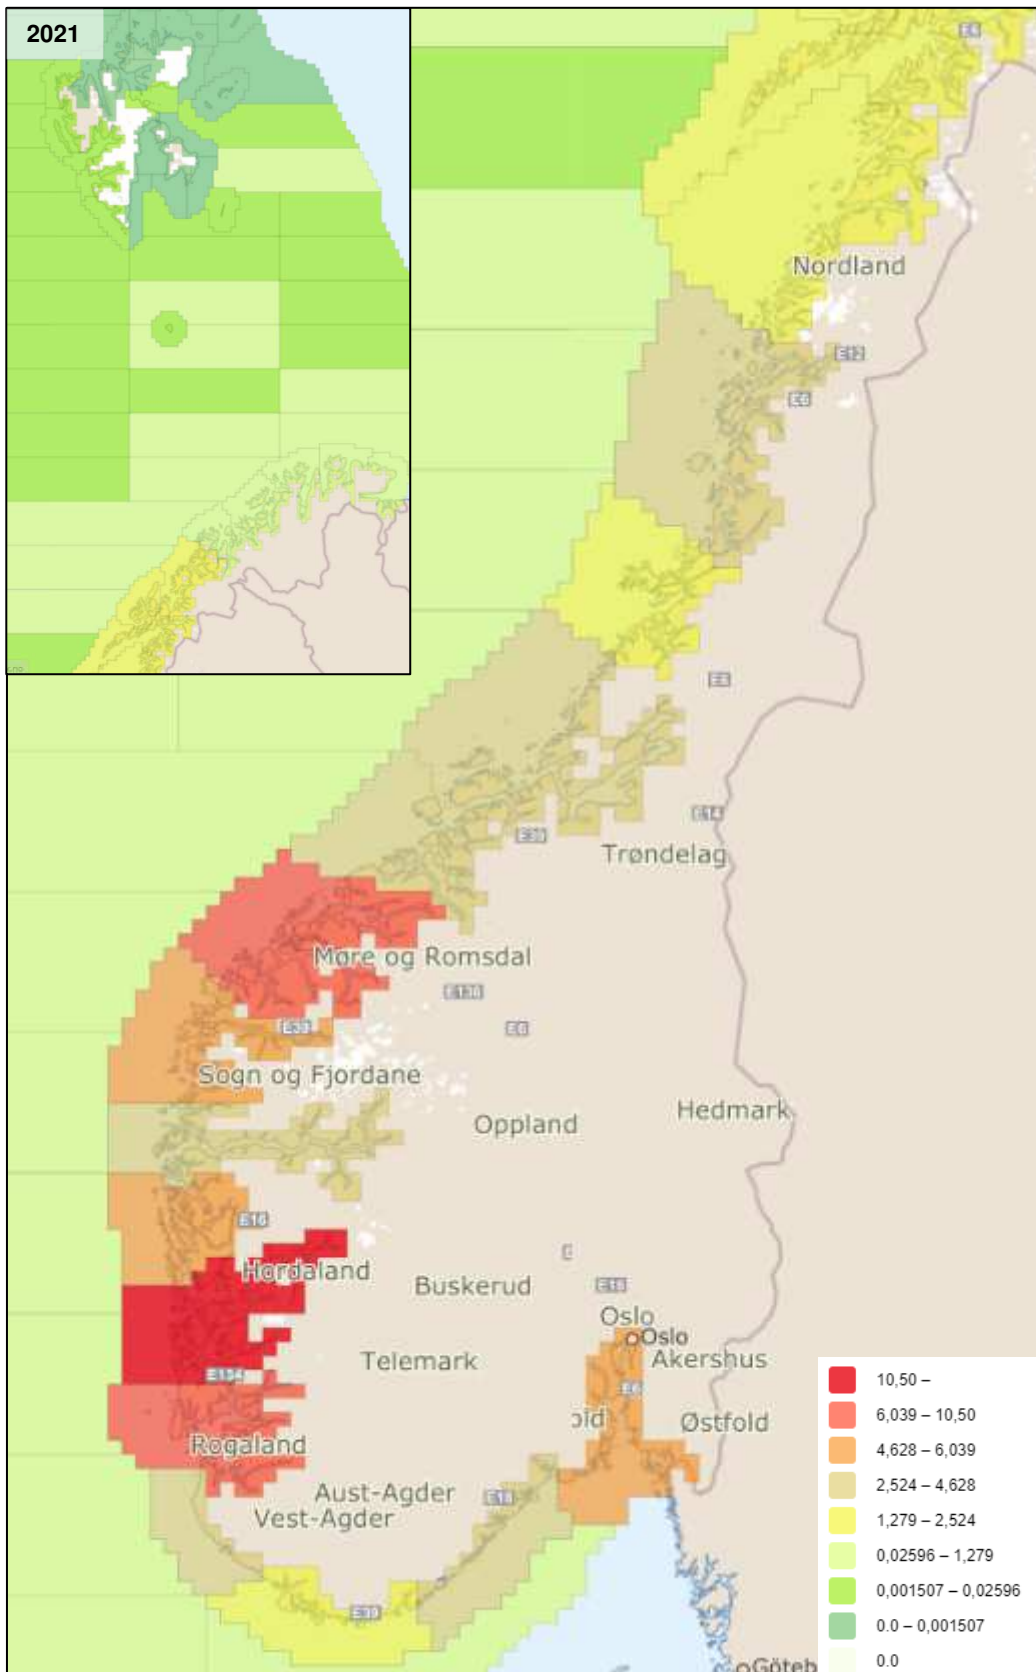 2021
E6
Nordland
E12
E6
E6
E14
E39
Trøndelag
Møre og Romsdal
E136
E39
E6
Sogn og Fjordane
Hedmark
Oppland
E16
Hordaland
Buskerud
E16
Oslo
Oslo
Akershus
Telemark
E134
E6
10,50 –
old
Østfold
6,039 – 10,50
Rogaland
4,628 – 6,039
Aust-Agder
E18
2,524 – 4,628
Vest-Agder
1,279 – 2,524
0,02596 – 1,279
0,001507 – 0,02596
E39
0.0 – 0,001507
0.0
Göteb